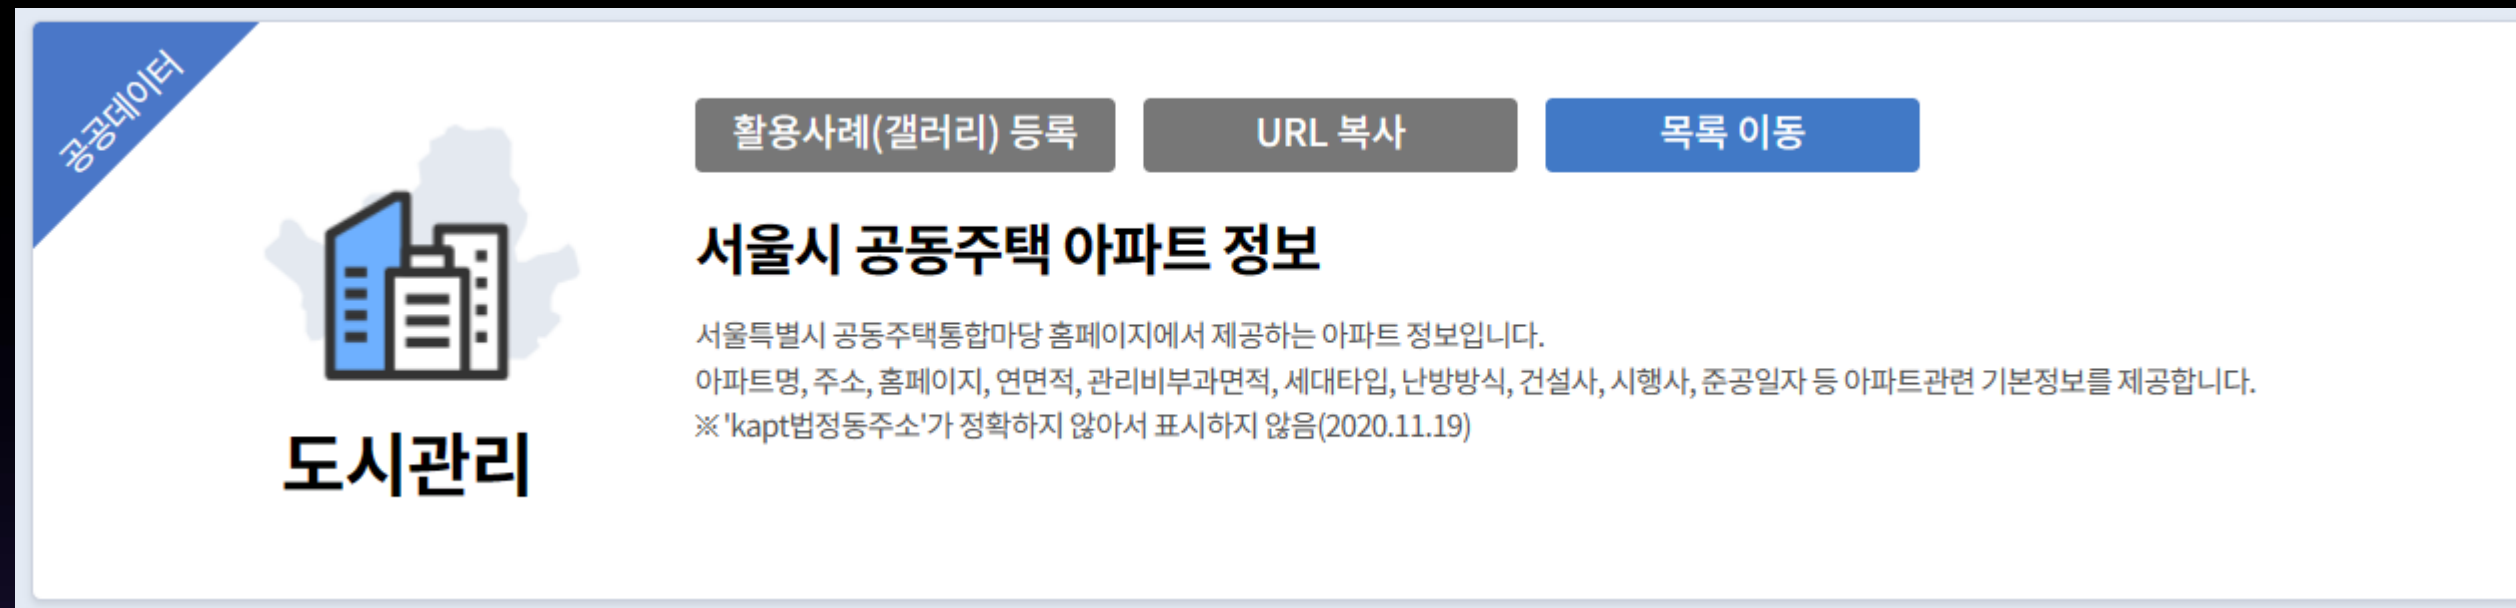 공공데이터
도시관리
활용사례(갤러리) 등록
URL 복사
목록 이동
서울시 공동주택 아파트 정보
서울특별시 공동주택통합마당 홈페이지에서 제공하는 아파트 정보입니다.
아파트명, 주소, 홈페이지, 연면적, 관리비부과면적, 세대타입, 난방방식, 건설사, 시행사, 준공일자 등 아파트관련 기본정보를 제공합니다.
※ 'kapt법정동주소'가 정확하지 않아서 표시하지 않음(2020.11.19)